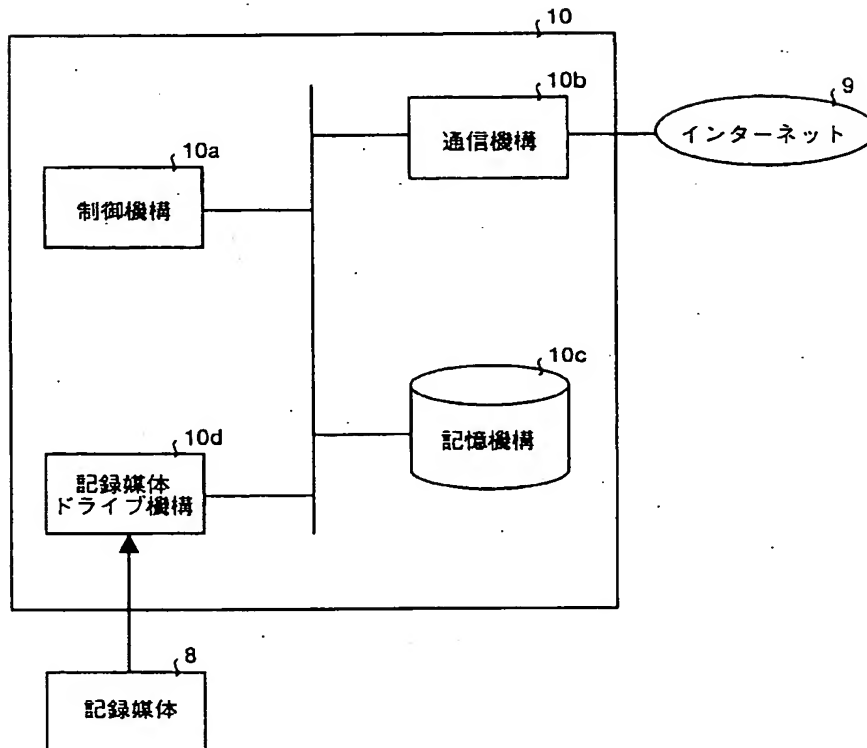 10
10b
通信機構
9
インターネット
10a
制御機構
10c
記憶機構
10d
記録媒体
ドライブ機構
8
記録媒体